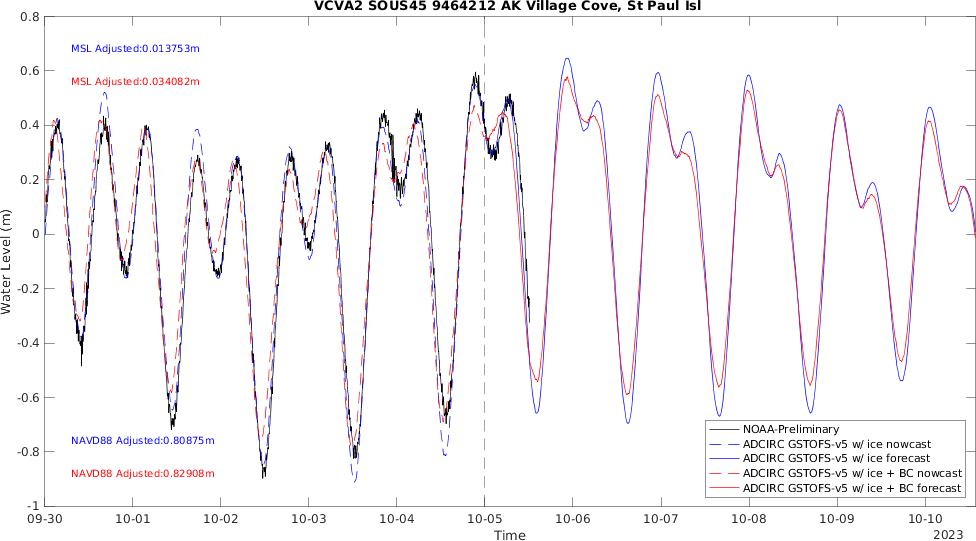 VCVA2 SOUS45 9464212 AK Village Cove, St Paul Isl
0.8
0.6
0.4
0.2
0
-0.2
-0.4
-0.6
-0.8
-1
Water Level (m)
MSL Adjusted:0.013753m
MSL Adjusted:0.034082m
NAVD88 Adjusted:0.80875m
NAVD88 Adjusted:0.82908m
NOAA-Preliminary
ADCIRC GSTOFS-v5 w/ ice nowcast
ADCIRC GSTOFS-v5 w/ ice forecast
ADCIRC GSTOFS-v5 w/ ice + BC nowcast
ADCIRC GSTOFS-v5 w/ ice + BC forecast
09-30 10-01 10-02 10-03 10-04 10-05 10-06 10-07 10-08 10-09 10-10
Time
2023